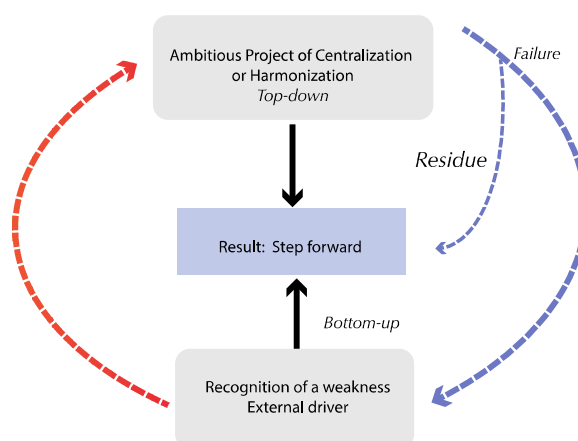 Ambitious Project of Centralization
or Harmonization
Top-down
Failure
Residue
Result: Step forward
Bottom-up
Recognition of a weakness
External driver